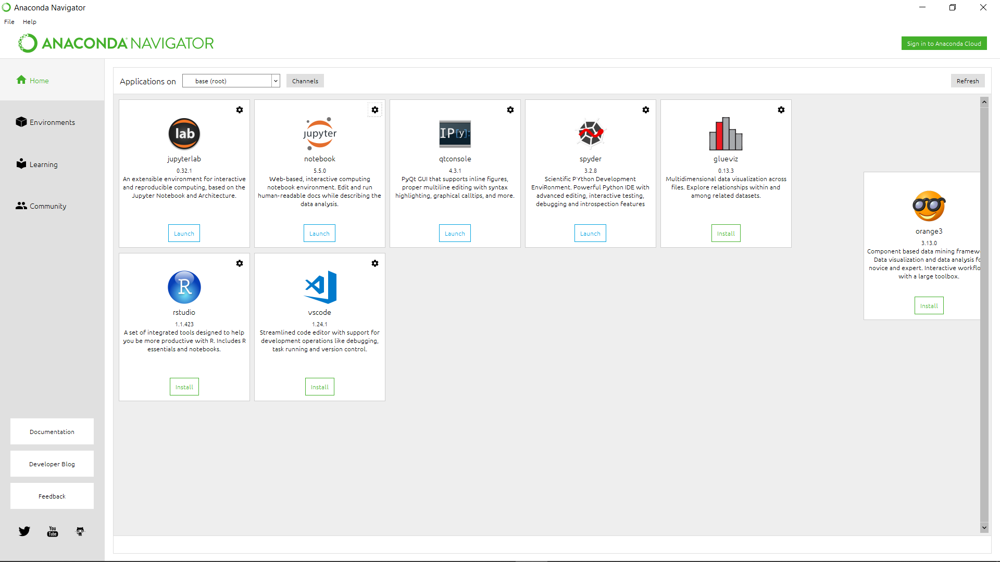 Anaconda Navigator
File Help
ANACONDA NAVIGATOR
Sign in to Anaconda Cloud
Home
Environments
Learning
Community
Documentation
Developer Blog
Feedback
You
Tube
Applications on base (root) Channels Refresh
lab
jupyterlab
0.32.1
An extensible environment for interactive
and reproducible computing, based on the
Jupyter Notebook and Architecture.
Launch
jupyter
notebook
5.5.0
Web-based, interactive computing
notebook environment. Edit and run
human-readable docs while describing the
data analysis.
Launch
IP[y]:
qtconsole
4.3.1
PyQt GUI that supports inline figures,
proper multiline editing with syntax
highlighting, graphical calltips, and more.
Launch
spyder
3.2.8
Scientific PYthon Development
EnviRonment. Powerful Python IDE with
advanced editing, interactive testing,
debugging and introspection features
Launch
glueviz
0.13.3
Multidimensional data visualization across
files. Explore relationships within and
among related datasets.
Install
orange3
3.13.0
Component based data mining framew
Data visualization and data analysis fo
novice and expert. Interactive workflo
with a large toolbox.
Install
R
rstudio
1.1.423
A set of integrated tools designed to help
you be more productive with R. Includes R
essentials and notebooks.
Install
vscode
1.24.1
Streamlined code editor with support for
development operations like debugging,
task running and version control.
Install